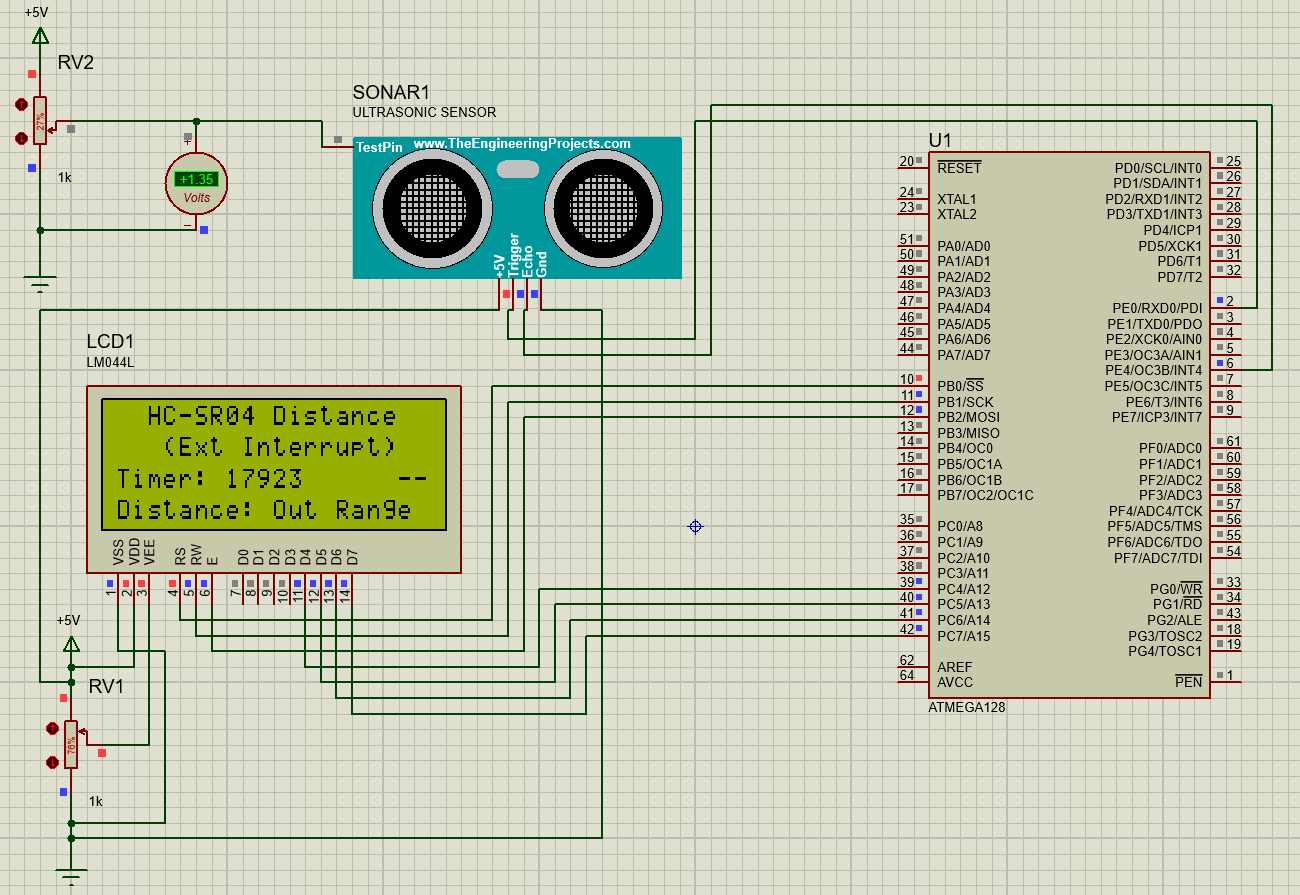 +5V
RV2
27%
1k
+1.35
Volts
SONAR1
ULTRASONIC SENSOR
TestPin www.TheEngineeringProjects.com
+5V
Trigger
Echo
Gnd
LCD1
LM044L
HC-SR04 Distance
(Ext Interrupt)
Timer: 17923 --
Distance: Out Range
VSS VDD VEE RS RW E D0 D1 D2 D3 D4 D5 D6 D7
1 2 3 4 5 6 7 8 9 10 11 12 13 14
+5V
RV1
76%
1k
U1
20 RESET
24 XTAL1
23 XTAL2
51 PA0/AD0
50 PA1/AD1
49 PA2/AD2
48 PA3/AD3
47 PA4/AD4
46 PA5/AD5
45 PA6/AD6
44 PA7/AD7
10 PB0/SS
11 PB1/SCK
12 PB2/MOSI
13 PB3/MISO
14 PB4/OC0
15 PB5/OC1A
16 PB6/OC1B
17 PB7/OC2/OC1C
35 PC0/A8
36 PC1/A9
37 PC2/A10
38 PC3/A11
39 PC4/A12
40 PC5/A13
41 PC6/A14
42 PC7/A15
62 AREF
64 AVCC
PD0/SCL/INT0 25
PD1/SDA/INT1 26
PD2/RXD1/INT2 27
PD3/TXD1/INT3 28
PD4/ICP1 29
PD5/XCK1 30
PD6/T1 31
PD7/T2 32
PE0/RXD0/PDI 2
PE1/TXD0/PDO 3
PE2/XCK0/AIN0 4
PE3/OC3A/AIN1 5
PE4/OC3B/INT4 6
PE5/OC3C/INT5 7
PE6/T3/INT6 8
PE7/ICP3/INT7 9
PF0/ADC0 61
PF1/ADC1 60
PF2/ADC2 59
PF3/ADC3 58
PF4/ADC4/TCK 57
PF5/ADC5/TMS 56
PF6/ADC6/TDO 55
PF7/ADC7/TDI 54
PG0/WR 33
PG1/RD 34
PG2/ALE 43
PG3/TOSC2 18
PG4/TOSC1 19
PEN 1
ATMEGA128